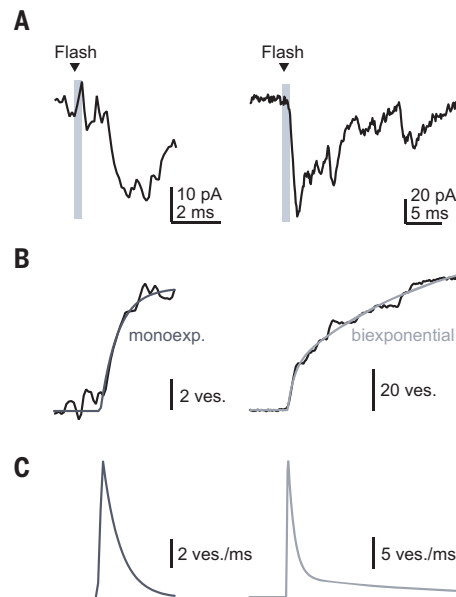 A
Flash
Flash
10 pA
2 ms
20 pA
5 ms
B
monoexp.
biexponential
2 ves.
20 ves.
C
2 ves./ms
5 ves./ms